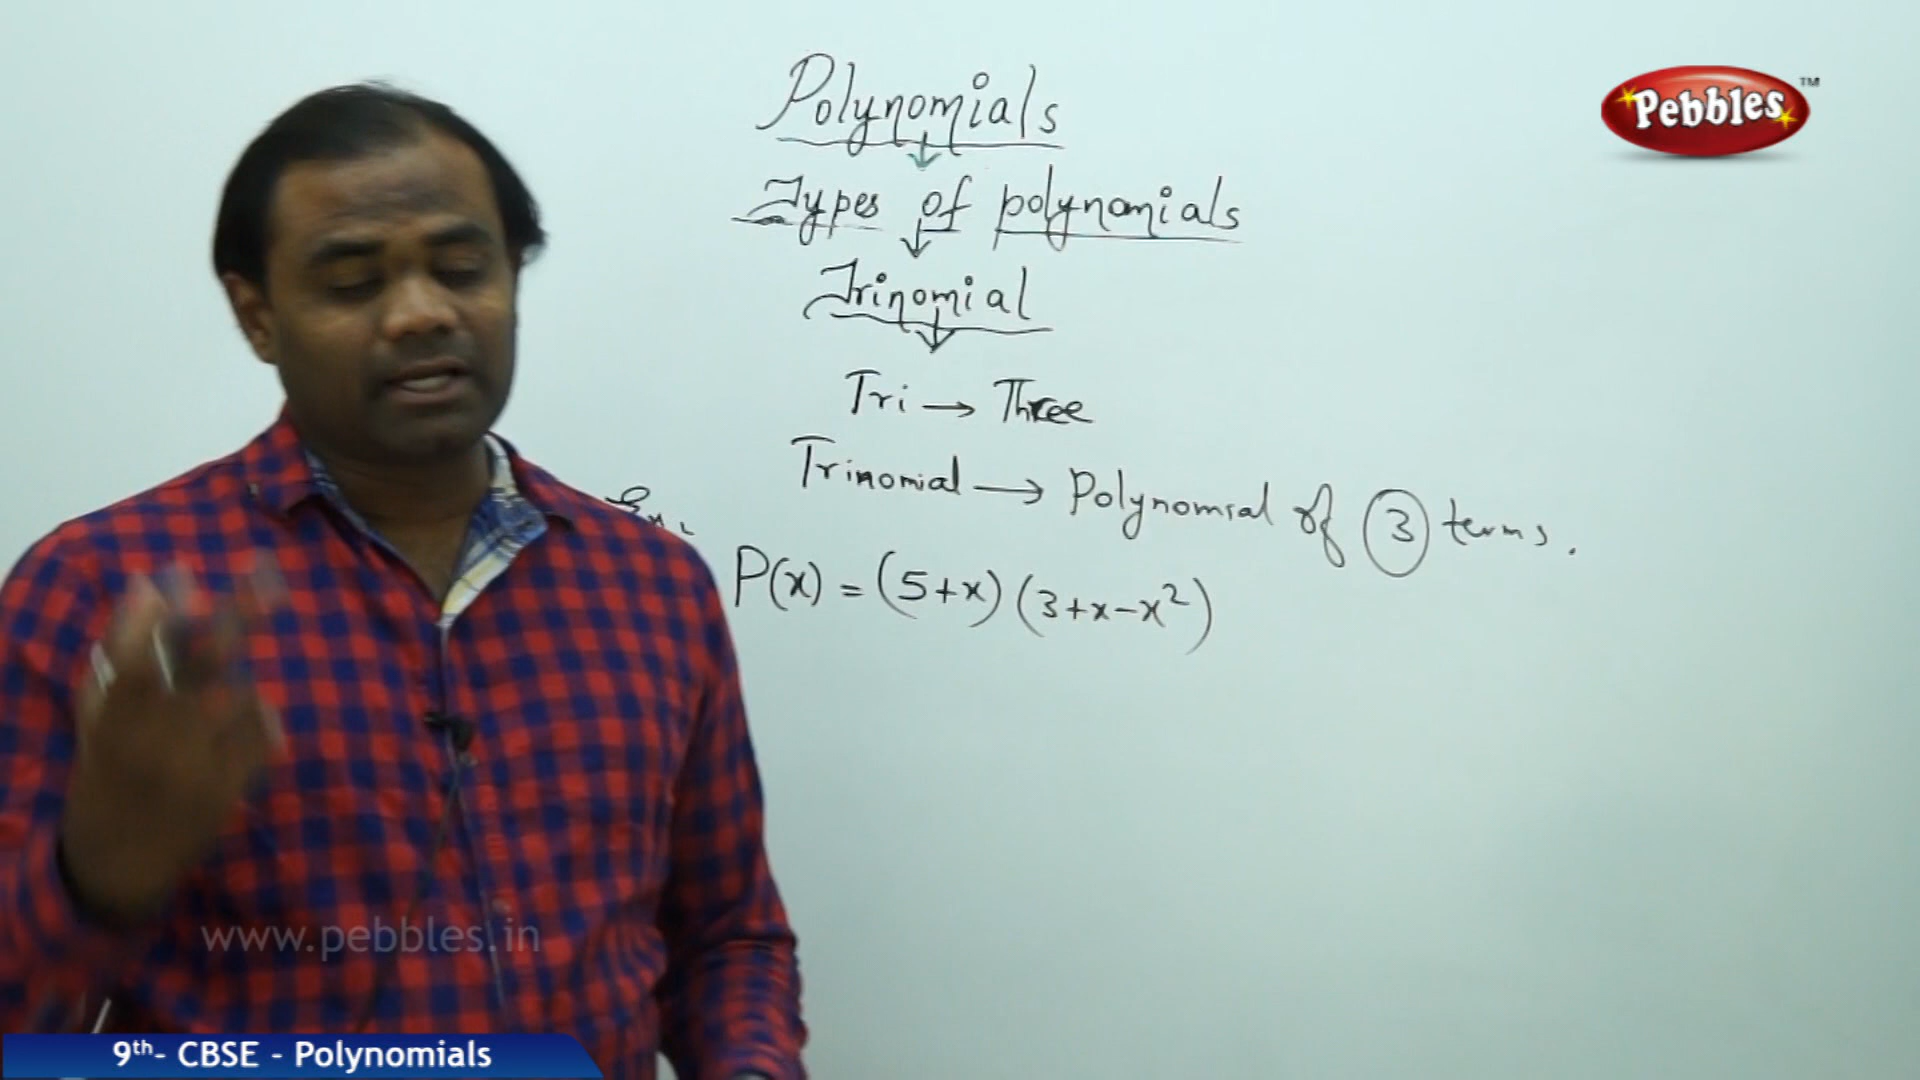 Polynomials
Pebbles™
Types of polynomials
Trinomial
Tri → Three
Trinomial → Polynomial of 3 terms.
P(x) = (5+x) (3+x-x²)
www.pebbles.in
9th- CBSE - Polynomials